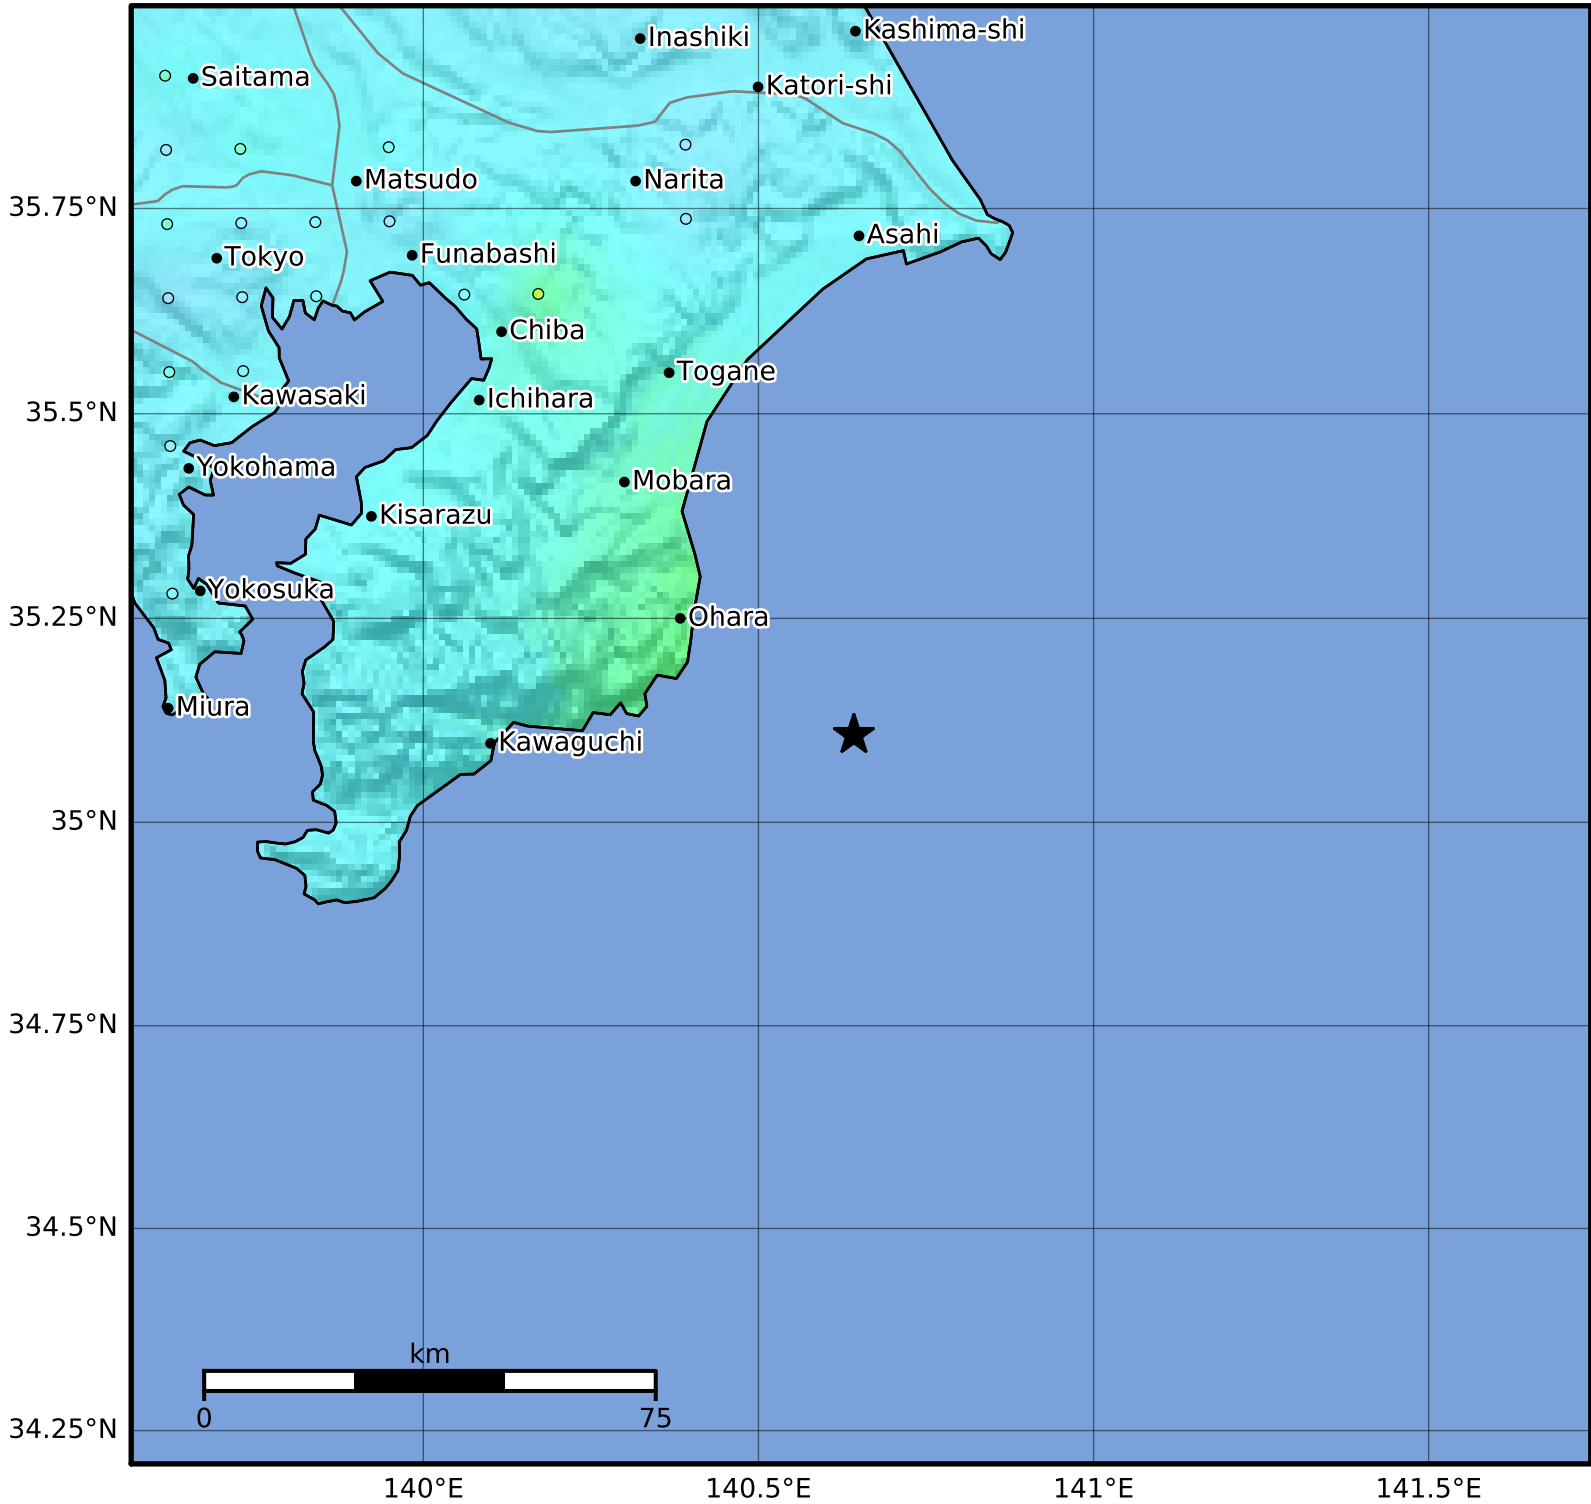 Kashima-shi
Inashiki
Saitama
Katori-shi
Matsudo
Narita
35.75°N
Asahi
Tokyo
Funabashi
Chiba
Togane
Kawasaki
Ichihara
35.5°N
Yokohama
Mobara
Kisarazu
Yokosuka
Ohara
35.25°N
Miura
Kawaguchi
35°N
34.75°N
34.5°N
km
0
75
34.25°N
140°E
140.5°E
141°E
141.5°E